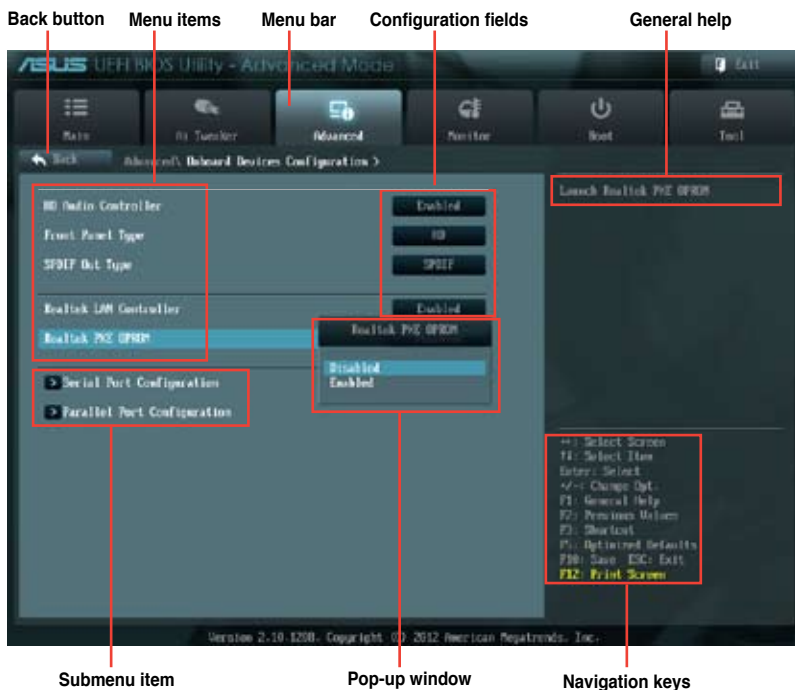 Back button Menu items Menu bar Configuration fields General help
ASUS UEFI BIOS Utility - Advanced Mode Exit
Main Ai Tweaker Advanced Monitor Boot Tool
Back Advanced\ Onboard Devices Configuration >
HD Audio Controller Enabled
Launch Realtek PXE OPROM
Front Panel Type HD
SPDIF Out Type SPDIF
Realtek LAN Controller Enabled
Realtek PXE OPROM
Realtek PXE OPROM
Disabled
Enabled
> Serial Port Configuration
> Parallel Port Configuration
→←: Select Screen
↑↓: Select Item
Enter: Select
+/-: Change Opt.
F1: General Help
F2: Previous Values
F3: Shortcut
F5: Optimized Defaults
F10: Save ESC: Exit
F12: Print Screen
Version 2.10.1208. Copyright (C) 2012 American Megatrends, Inc.
Submenu item Pop-up window Navigation keys